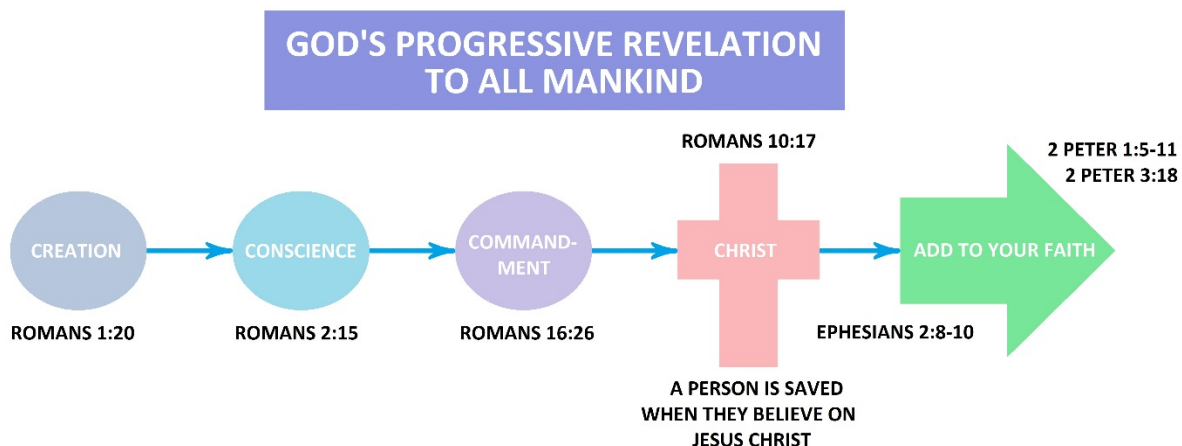 GOD'S PROGRESSIVE REVELATION
TO ALL MANKIND
CREATION
ROMANS 1:20
CONSCIENCE
ROMANS 2:15
COMMAND-
MENT
ROMANS 16:26
ROMANS 10:17
CHRIST
A PERSON IS SAVED
WHEN THEY BELIEVE ON
JESUS CHRIST
2 PETER 1:5-11
2 PETER 3:18
ADD TO YOUR FAITH
EPHESIANS 2:8-10